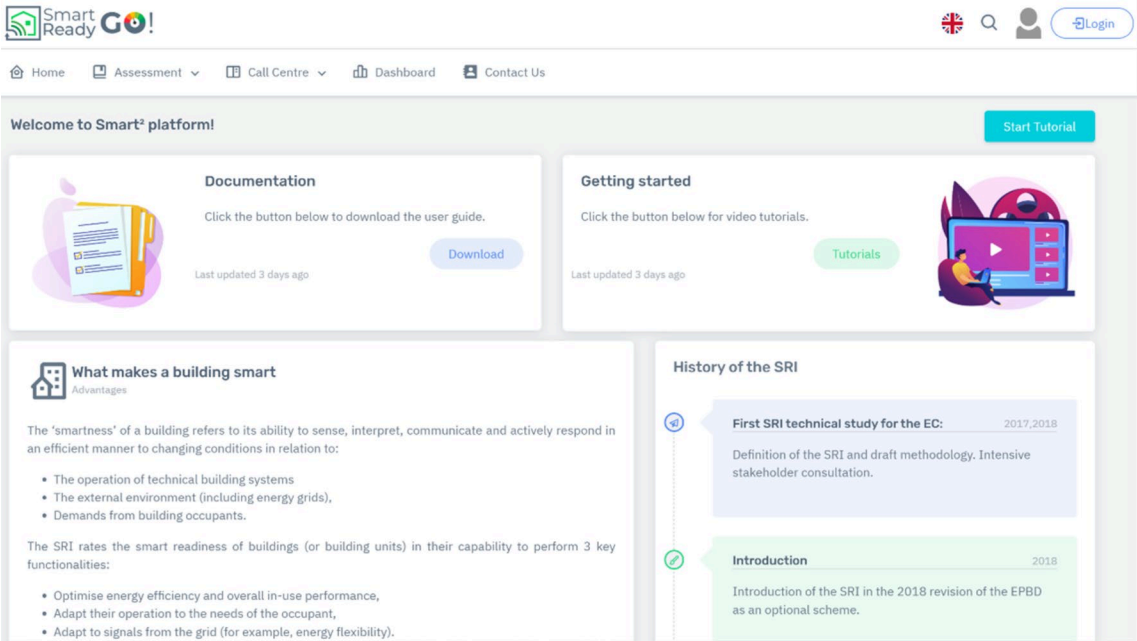 Smart
Ready GO!
Login
Home Assessment Call Centre Dashboard Contact Us
Welcome to Smart² platform!
Start Tutorial
Documentation
Click the button below to download the user guide.
Download
Last updated 3 days ago
Getting started
Click the button below for video tutorials.
Tutorials
Last updated 3 days ago
What makes a building smart
Advantages
The ‘smartness’ of a building refers to its ability to sense, interpret, communicate and actively respond in
an efficient manner to changing conditions in relation to:
• The operation of technical building systems
• The external environment (including energy grids),
• Demands from building occupants.
The SRI rates the smart readiness of buildings (or building units) in their capability to perform 3 key
functionalities:
• Optimise energy efficiency and overall in-use performance,
• Adapt their operation to the needs of the occupant,
• Adapt to signals from the grid (for example, energy flexibility).
History of the SRI
First SRI technical study for the EC: 2017,2018
Definition of the SRI and draft methodology. Intensive
stakeholder consultation.
Introduction 2018
Introduction of the SRI in the 2018 revision of the EPBD
as an optional scheme.